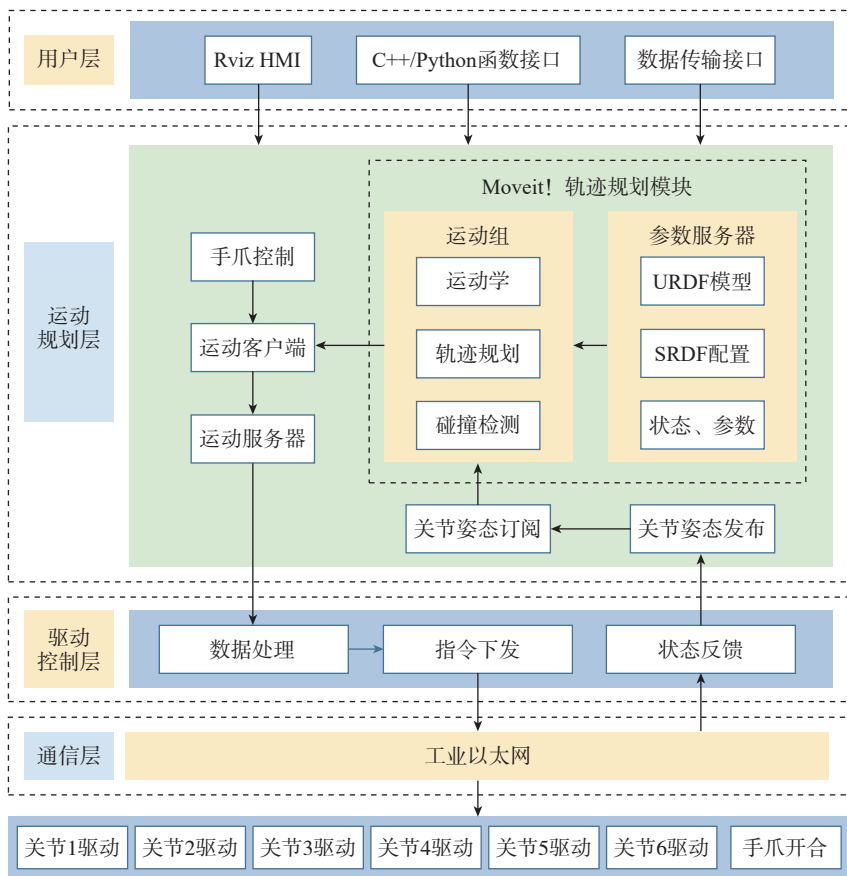 用户层
Rviz HMI
C++/Python函数接口
数据传输接口
运动
规划层
Moveit！轨迹规划模块
运动组
参数服务器
手爪控制
运动学
URDF模型
运动客户端
轨迹规划
SRDF配置
运动服务器
碰撞检测
状态、参数
关节姿态订阅
关节姿态发布
驱动
控制层
数据处理
指令下发
状态反馈
通信层
工业以太网
关节1驱动
关节2驱动
关节3驱动
关节4驱动
关节5驱动
关节6驱动
手爪开合